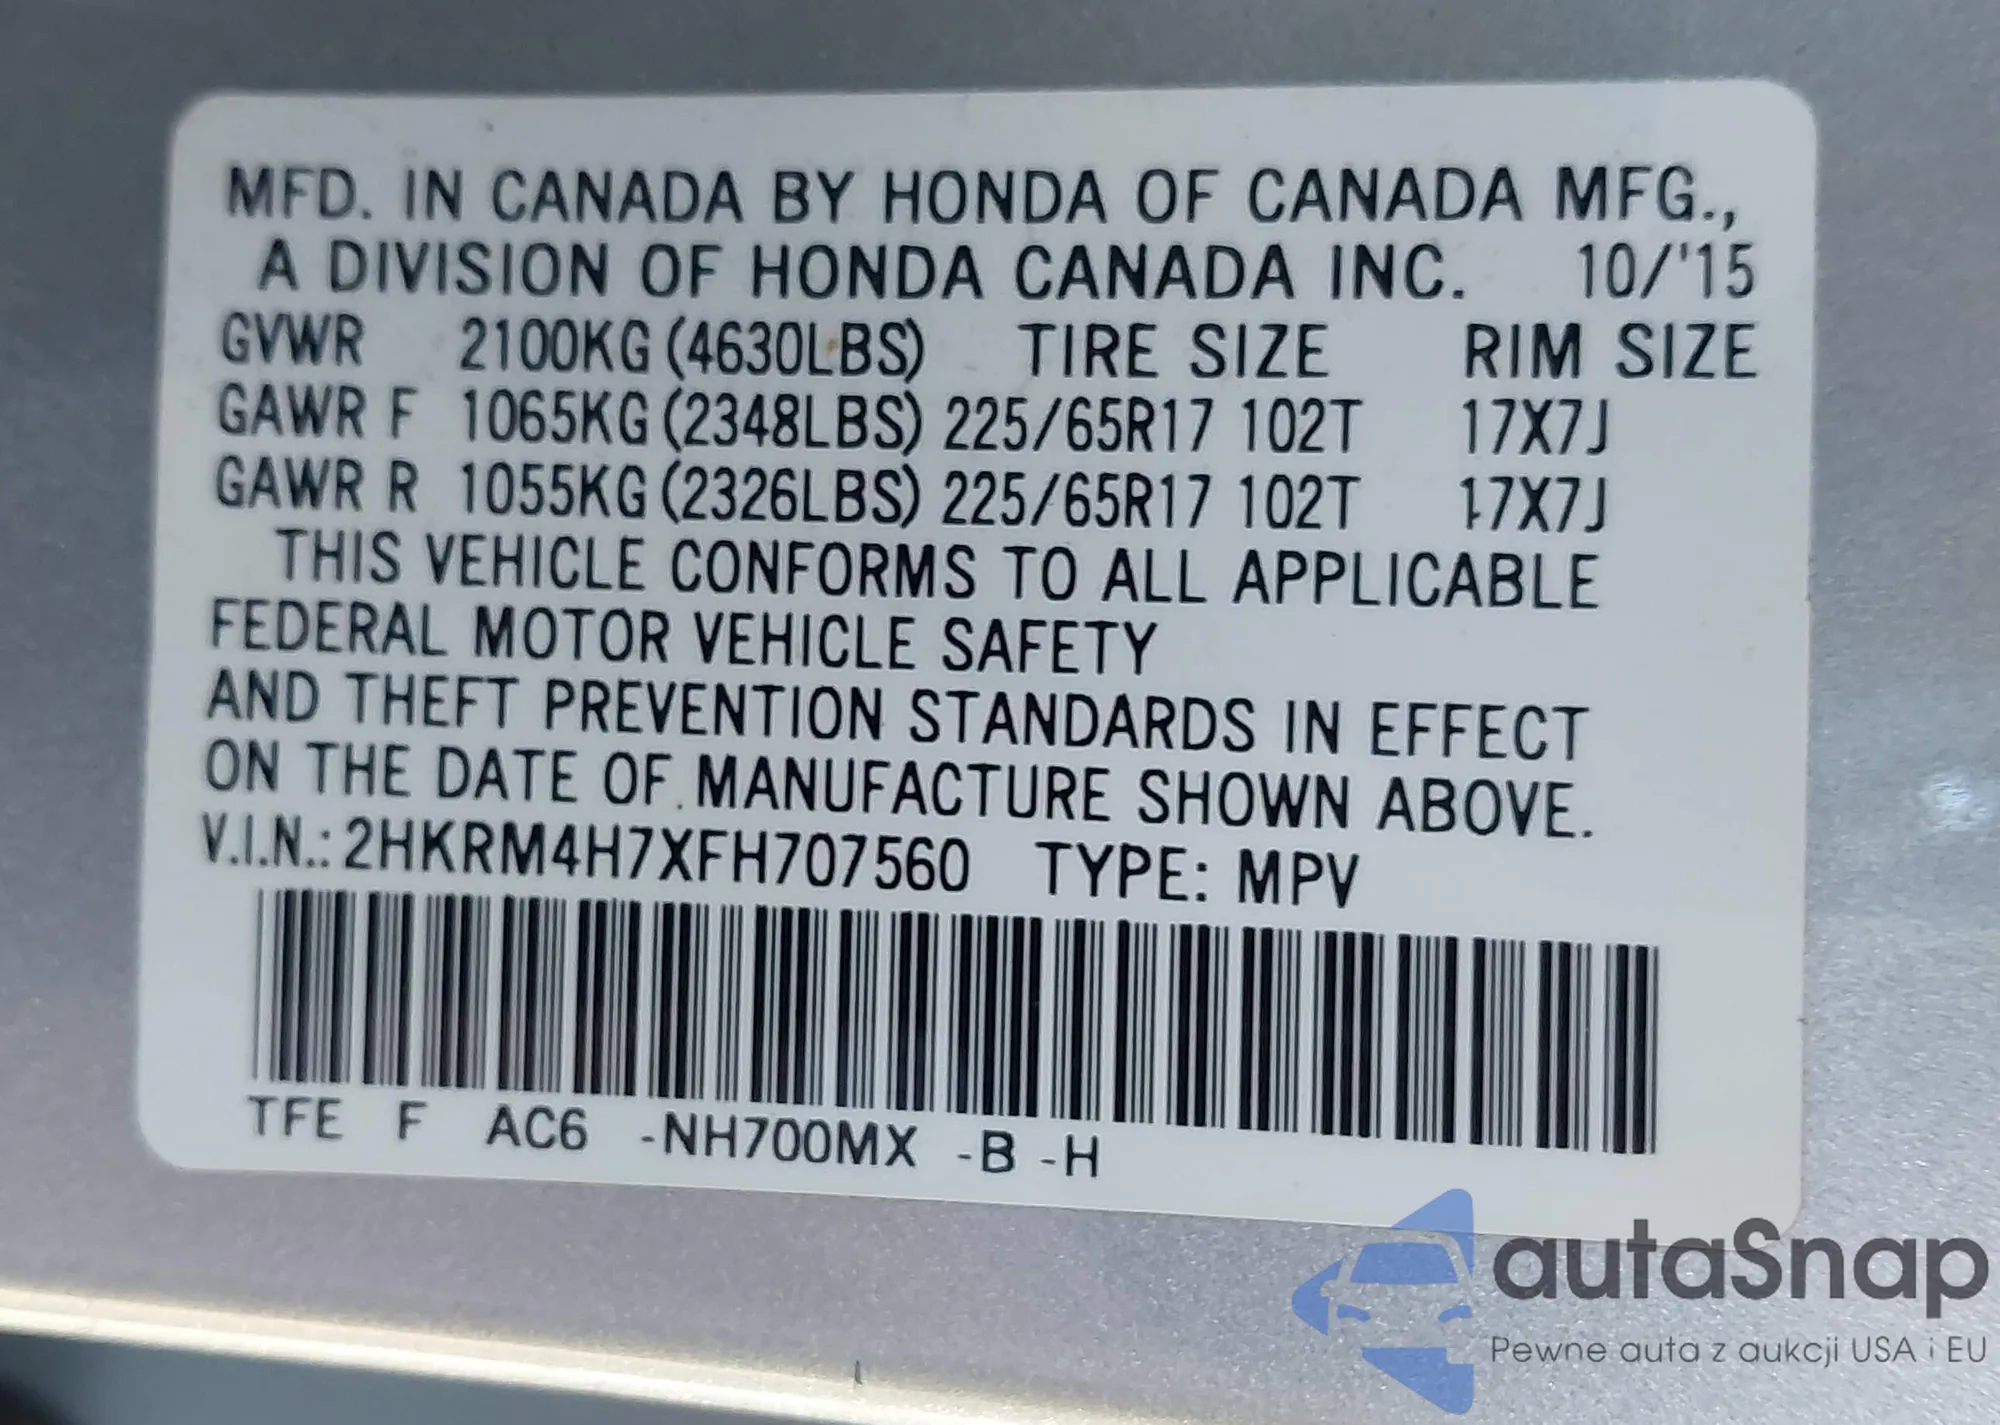 MFD. IN CANADA BY HONDA OF CANADA MFG.,
A DIVISION OF HONDA CANADA INC. 10/'15
GVWR 2100KG (4630LBS) TIRE SIZE RIM SIZE
GAWR F 1065KG (2348LBS) 225/65R17 102T 17X7J
GAWR R 1055KG (2326LBS) 225/65R17 102T 17X7J
THIS VEHICLE CONFORMS TO ALL APPLICABLE
FEDERAL MOTOR VEHICLE SAFETY
AND THEFT PREVENTION STANDARDS IN EFFECT
ON THE DATE OF MANUFACTURE SHOWN ABOVE.
V.I.N.: 2HKRM4H7XFH707560 TYPE: MPV
TFE F AC6 -NH700MX -B -H
autaSnap
Pewne auta z aukcji USA i EU